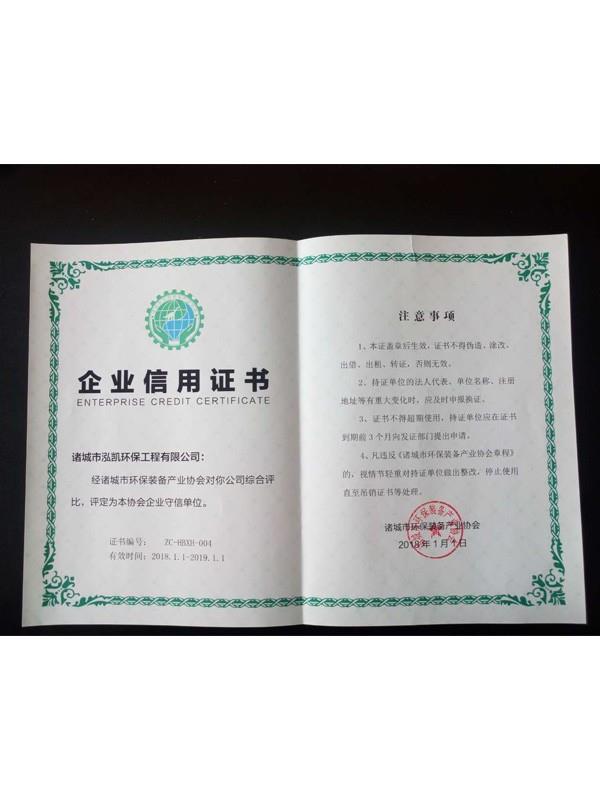 企业信用证书
ENTERPRISE CREDIT CERTIFICATE
诸城市泓凯环保工程有限公司：
经诸城市环保装备产业协会对你公司综合评
比，评定为本协会企业守信单位。
证书编号： ZC-HBXH-004
有效时间：2018.1.1-2019.1.1
注意事项
1、本证盖章后生效，证书不得伪造、涂改、
出借、出租、转证，否则无效。
2、持证单位的法人代表、单位名称、注册
地址等有重大变化时，应及时申报换证。
3、证书不得超期使用，持证单位应在证书
到期前3个月向发证部门提出申请。
4、凡违反《诸城市环保装备产业协会章程》
的，视情节轻重对持证单位做出整改，停止使用
直至吊销证书等处理。
诸城市环保装备产业协会
2018年1月1日